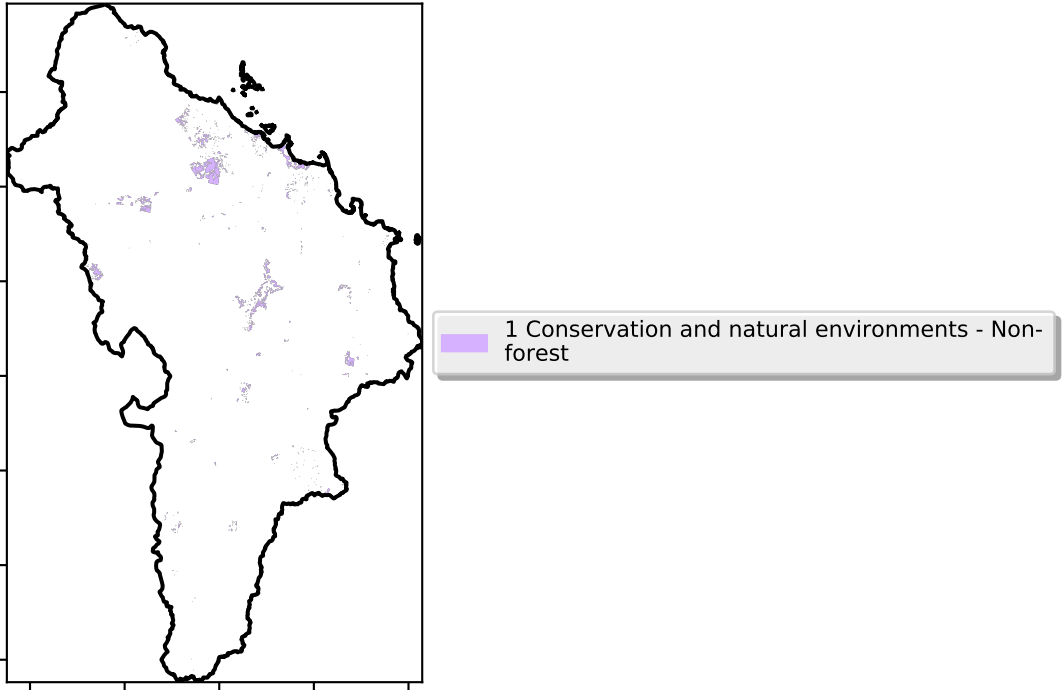 1 Conservation and natural environments - Non-
forest